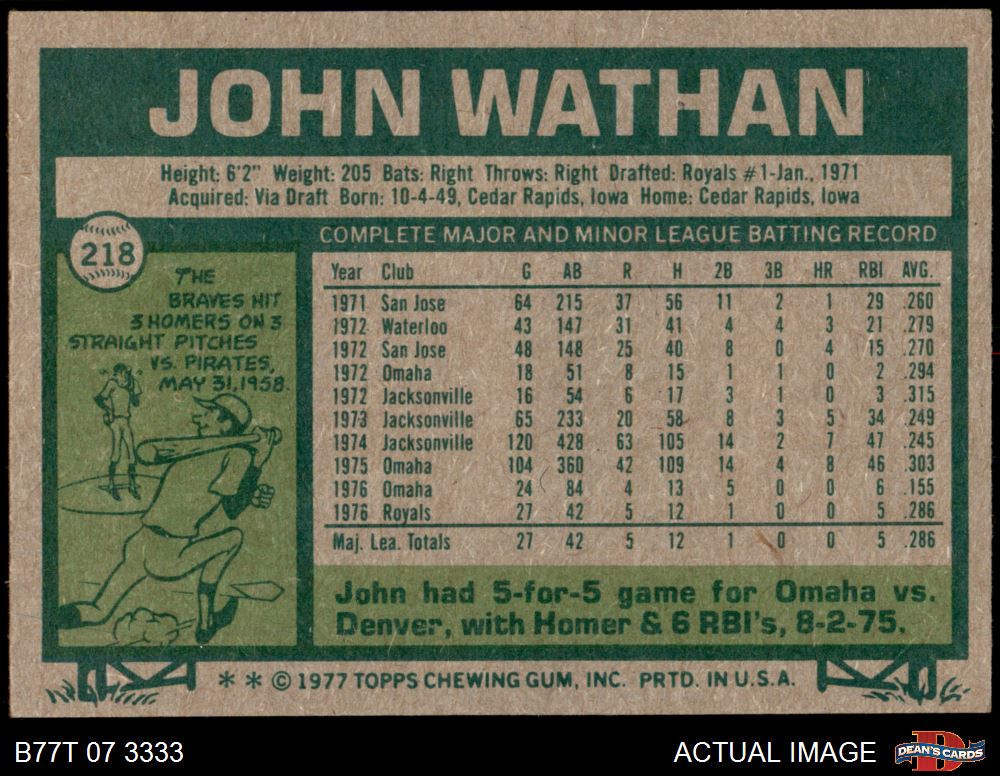 JOHN WATHAN
Height: 6'2" Weight: 205 Bats: Right Throws: Right Drafted: Royals #1-Jan., 1971
Acquired: Via Draft Born: 10-4-49, Cedar Rapids, Iowa Home: Cedar Rapids, Iowa
218
THE
BRAVES HIT
3 HOMERS ON 3
STRAIGHT PITCHES
VS. PIRATES,
MAY 31, 1958.
COMPLETE MAJOR AND MINOR LEAGUE BATTING RECORD
Year Club G AB R H 2B 3B HR RBI AVG.
1971 San Jose 64 215 37 56 11 2 1 29 .260
1972 Waterloo 43 147 31 41 4 4 3 21 .279
1972 San Jose 48 148 25 40 8 0 4 15 .270
1972 Omaha 18 51 8 15 1 1 0 2 .294
1972 Jacksonville 16 54 6 17 3 1 0 3 .315
1973 Jacksonville 65 233 20 58 8 3 5 34 .249
1974 Jacksonville 120 428 63 105 14 2 7 47 .245
1975 Omaha 104 360 42 109 14 4 8 46 .303
1976 Omaha 24 84 4 13 5 0 0 6 .155
1976 Royals 27 42 5 12 1 0 0 5 .286
Maj. Lea. Totals 27 42 5 12 1 0 0 5 .286
John had 5-for-5 game for Omaha vs.
Denver, with Homer & 6 RBI's, 8-2-75.
** © 1977 TOPPS CHEWING GUM, INC. PRTD. IN U.S.A.
B77T 07 3333
ACTUAL IMAGE
D
DEAN'S CARDS